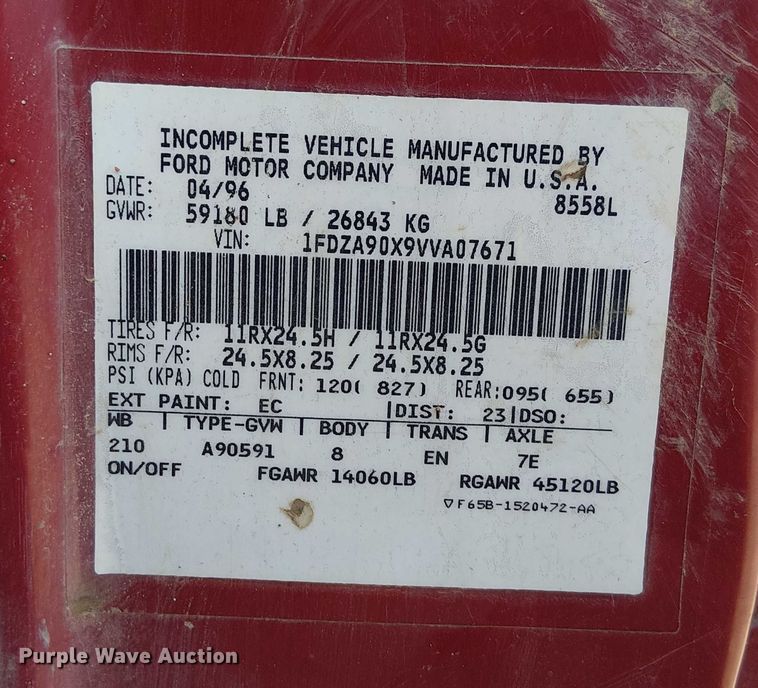 INCOMPLETE VEHICLE MANUFACTURED BY
FORD MOTOR COMPANY MADE IN U.S.A.
DATE: 04/96 8558L
GVWR: 59180 LB / 26843 KG
VIN: 1FDZA90X9VVA07671
TIRES F/R: 11RX24.5H / 11RX24.5G
RIMS F/R: 24.5X8.25 / 24.5X8.25
PSI (KPA) COLD FRNT: 120( 827) REAR:095( 655)
EXT PAINT: EC |DIST: 23|DSO:
WB | TYPE-GVW | BODY | TRANS | AXLE
210 A90591 8 EN 7E
ON/OFF FGAWR 14060LB RGAWR 45120LB
▽F65B-1520472-AA
Purple Wave Auction